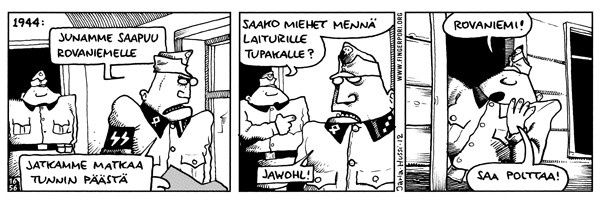 1944:
JUNAMME SAAPUU
ROVANIEMELLE
JATKAMME MATKAA
TUNNIN PÄÄSTÄ
SAAKO MIEHET MENNÄ
LAITURILLE
TUPAKALLE?
JAWOHL!
WWW.FINGERPORI.ORG
ROVANIEMI!
SAA POLTTAA!